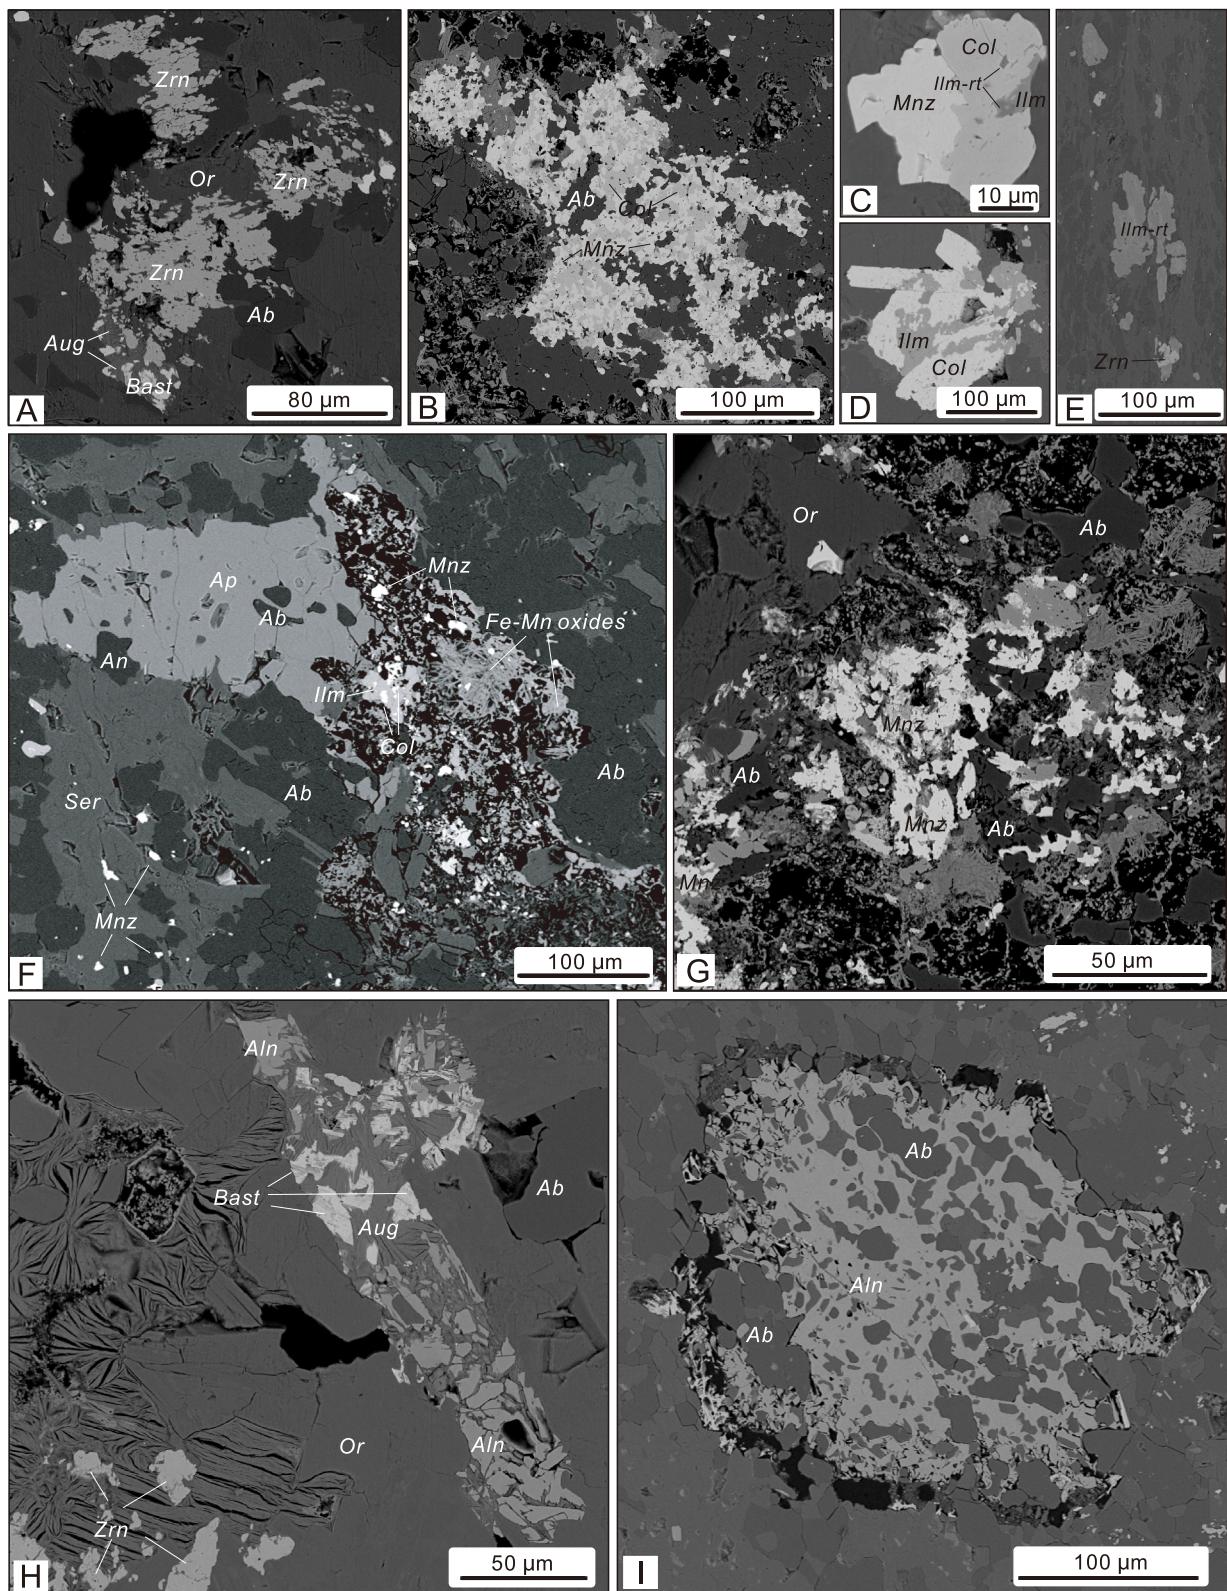 Zrn
Or
Zrn
Zrn
Ab
Aug
Bast
A
80 µm
Ab
Col
Mnz
B
100 µm
Col
Ilm-rt
Mnz
Ilm
C
10 µm
Ilm
Col
D
100 µm
Ilm-rt
Zrn
E
100 µm
Ap
Mnz
Ab
Fe-Mn oxides
An
Ilm
Col
Ab
Ab
Ser
Mnz
F
100 µm
Or
Ab
Mnz
Ab
Mnz
Ab
Mnz
G
50 µm
Aln
Bast
Ab
Aug
Or
Aln
Zrn
H
50 µm
Ab
Aln
Ab
I
100 µm